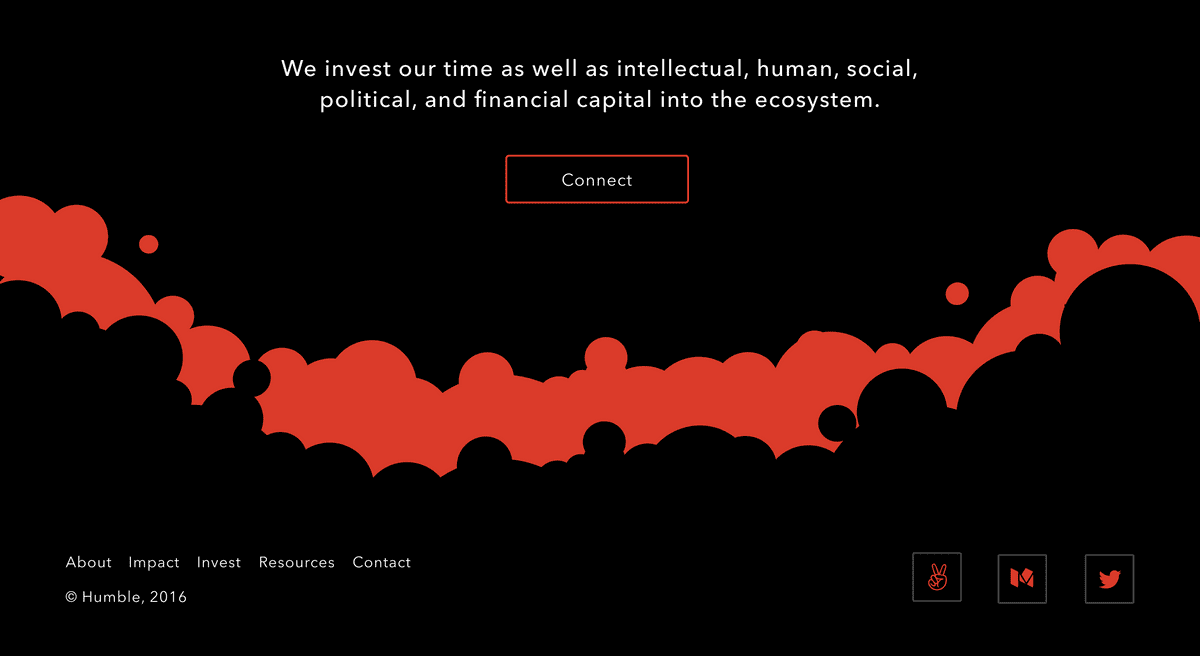 We invest our time as well as intellectual, human, social,
political, and financial capital into the ecosystem.
Connect
About Impact Invest Resources Contact
© Humble, 2016